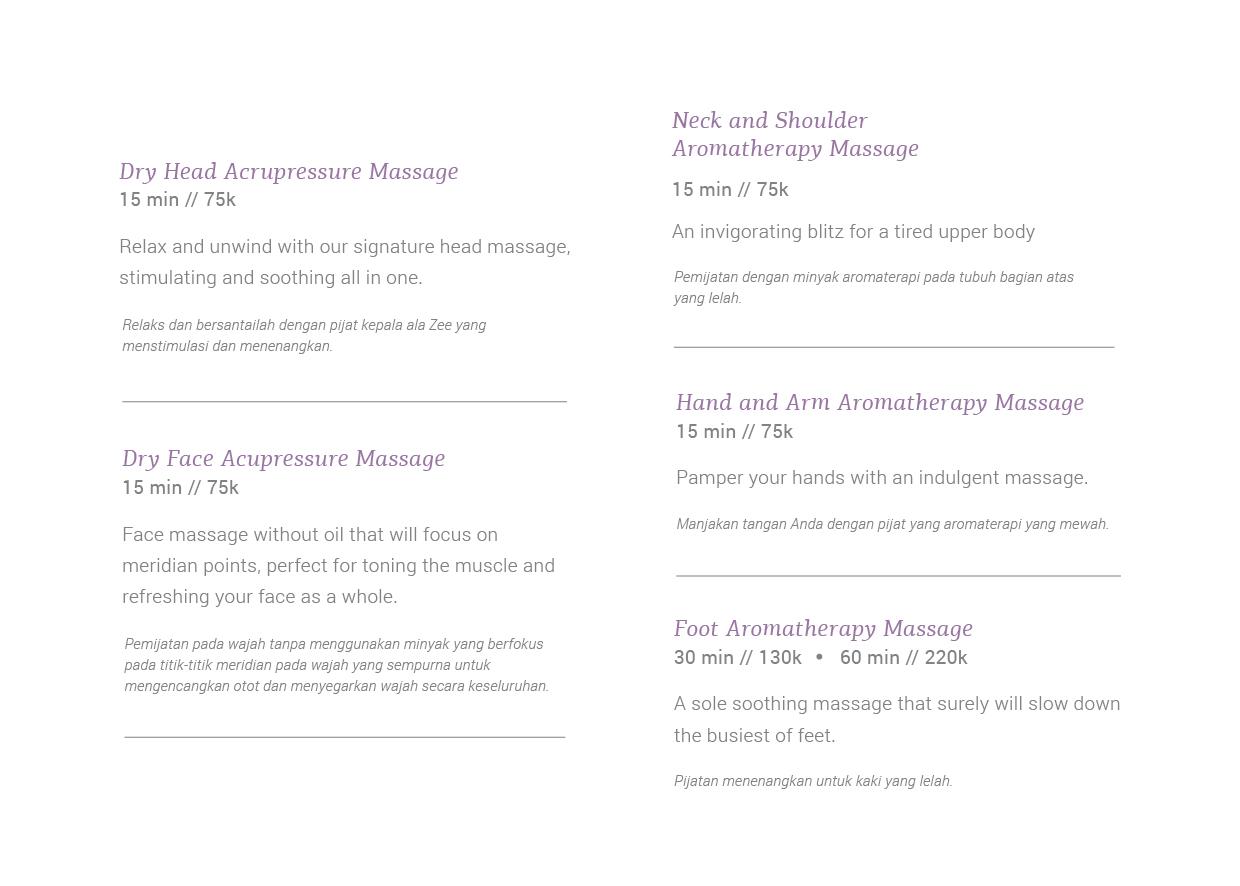 Dry Head Acrupressure Massage
15 min // 75k
Relax and unwind with our signature head massage,
stimulating and soothing all in one.
Relaks dan bersantailah dengan pijat kepala ala Zee yang
menstimulasi dan menenangkan.
Dry Face Acupressure Massage
15 min // 75k
Face massage without oil that will focus on
meridian points, perfect for toning the muscle and
refreshing your face as a whole.
Pemijatan pada wajah tanpa menggunakan minyak yang berfokus
pada titik-titik meridian pada wajah yang sempurna untuk
mengencangkan otot dan menyegarkan wajah secara keseluruhan.
Neck and Shoulder
Aromatherapy Massage
15 min // 75k
An invigorating blitz for a tired upper body
Pemijatan dengan minyak aromaterapi pada tubuh bagian atas
yang lelah.
Hand and Arm Aromatherapy Massage
15 min // 75k
Pamper your hands with an indulgent massage.
Manjakan tangan Anda dengan pijat yang aromaterapi yang mewah.
Foot Aromatherapy Massage
30 min // 130k • 60 min // 220k
A sole soothing massage that surely will slow down
the busiest of feet.
Pijatan menenangkan untuk kaki yang lelah.